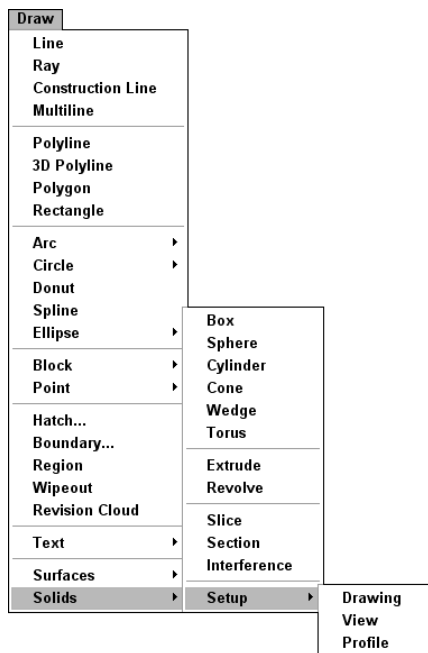 Draw
Line
Ray
Construction Line
Multiline
Polyline
3D Polyline
Polygon
Rectangle
Arc
Circle
Donut
Spline
Ellipse
Block
Point
Hatch...
Boundary...
Region
Wipeout
Revision Cloud
Text
Surfaces
Solids
Box
Sphere
Cylinder
Cone
Wedge
Torus
Extrude
Revolve
Slice
Section
Interference
Setup
Drawing
View
Profile